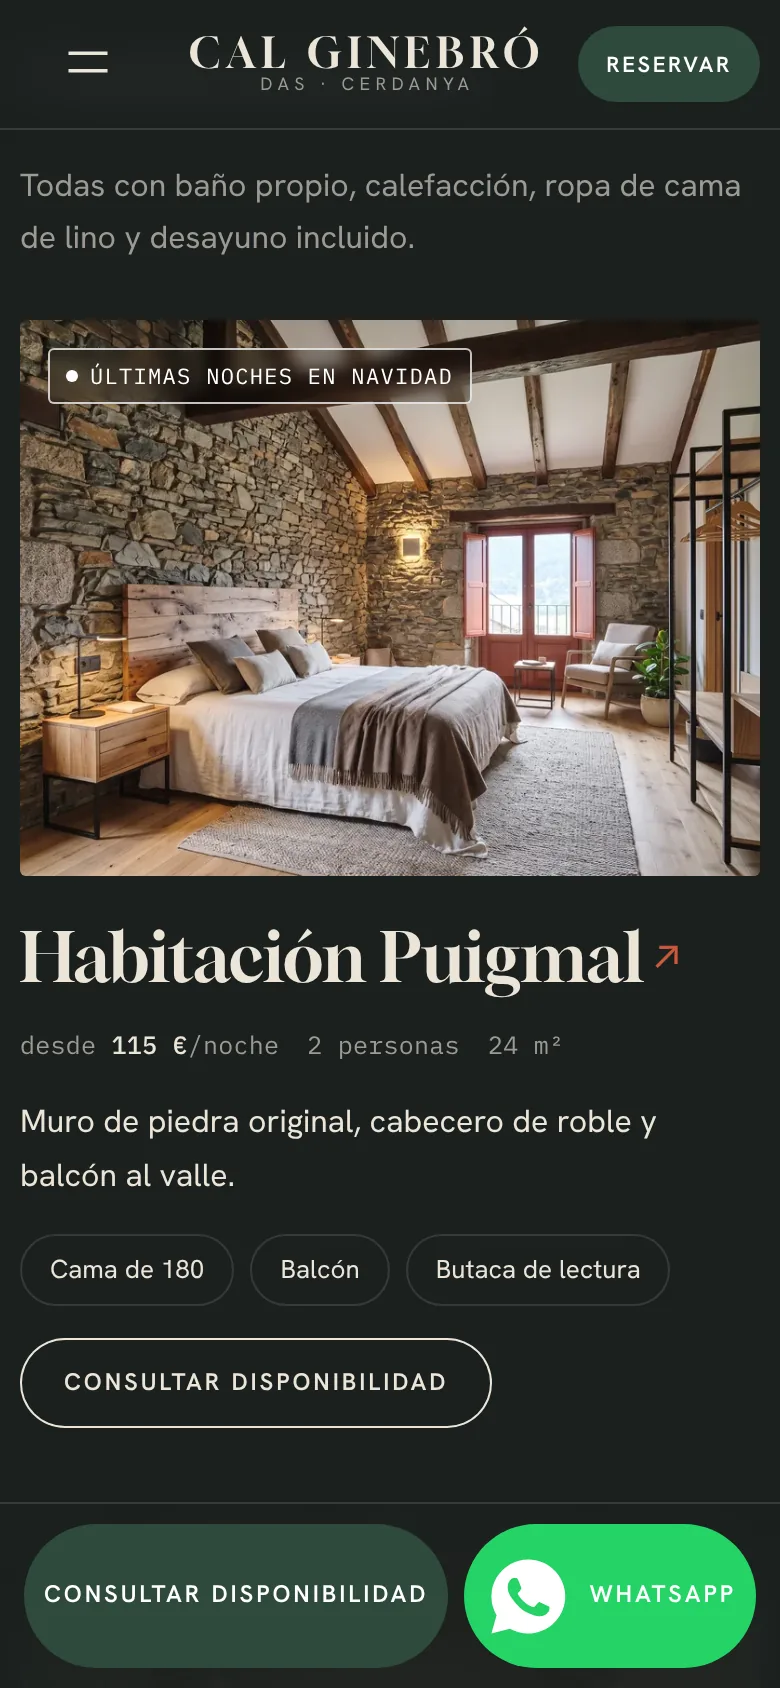 CAL GINEBRÓ
DAS · CERDANYA
RESERVAR
Todas con baño propio, calefacción, ropa de cama
de lino y desayuno incluido.
ÚLTIMAS NOCHES EN NAVIDAD
Habitación Puigmal
desde 115 €/noche 2 personas 24 m²
Muro de piedra original, cabecero de roble y
balcón al valle.
Cama de 180
Balcón
Butaca de lectura
CONSULTAR DISPONIBILIDAD
CONSULTAR DISPONIBILIDAD
WHATSAPP